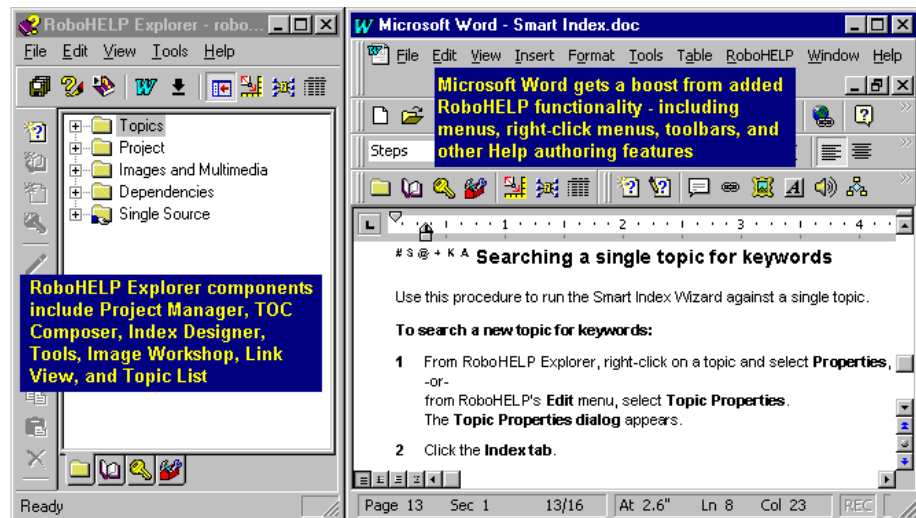 RoboHELP Explorer - robo...
File Edit View Tools Help
Topics
Project
Images and Multimedia
Dependencies
Single Source
RoboHELP Explorer components
include Project Manager, TOC
Composer, Index Designer,
Tools, Image Workshop, Link
View, and Topic List
Ready
Microsoft Word - Smart Index.doc
File Edit View Insert Format Tools Table RoboHELP Window Help
Microsoft Word gets a boost from added
RoboHELP functionality - including
menus, right-click menus, toolbars, and
other Help authoring features
Steps
1 2 3 4
# S @ + K A Searching a single topic for keywords
Use this procedure to run the Smart Index Wizard against a single topic.
To search a new topic for keywords:
1 From RoboHELP Explorer, right-click on a topic and select Properties,
-or-
from RoboHELP's Edit menu, select Topic Properties.
The Topic Properties dialog appears.
2 Click the Index tab.
Page 13 Sec 1 13/16 At 2.6" Ln 8 Col 23 REC